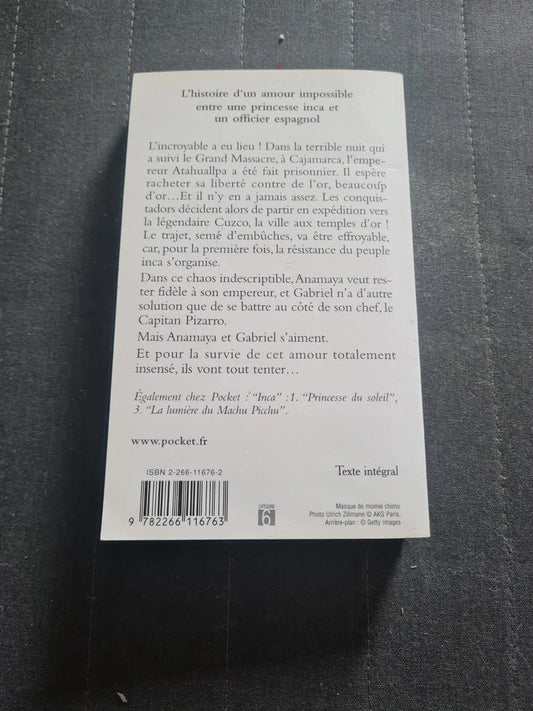 L'histoire d'un amour impossible
entre une princesse inca et
un officier espagnol
L'incroyable a eu lieu ! Dans la terrible nuit qui
a suivi le Grand Massacre, à Cajamarca, l'empe-
reur Atahuallpa a été fait prisonnier. Il espère
racheter sa liberté contre de l'or, beaucoup
d'or…Et il n'y en a jamais assez. Les conquis-
tadors décident alors de partir en expédition vers
la légendaire Cuzco, la ville aux temples d'or !
Le trajet, semé d'embûches, va être effroyable,
car, pour la première fois, la résistance du peuple
inca s'organise.
Dans ce chaos indescriptible, Anamaya veut res-
ter fidèle à son empereur, et Gabriel n'a d'autre
solution que de se battre au côté de son chef, le
Capitan Pizarro.
Mais Anamaya et Gabriel s'aiment.
Et pour la survie de cet amour totalement
insensé, ils vont tout tenter…
Également chez Pocket : "Inca" :1. "Princesse du soleil",
3. "La lumière du Machu Picchu".
www.pocket.fr
ISBN 2-266-11676-2
Texte intégral
9 782266 116763
CATÉGORIE
6
Masque de momie chimu
Photo Ulrich Zillmann © AKG Paris.
Arrière-plan : © Getty Images